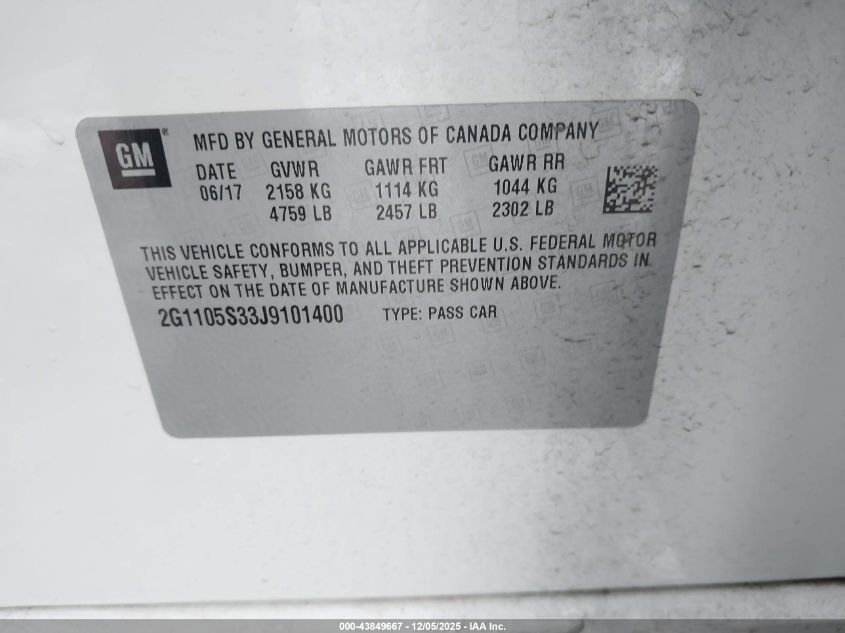 GM
MFD BY GENERAL MOTORS OF CANADA COMPANY
DATE GVWR GAWR FRT GAWR RR
06/17 2158 KG 1114 KG 1044 KG
4759 LB 2457 LB 2302 LB
THIS VEHICLE CONFORMS TO ALL APPLICABLE U.S. FEDERAL MOTOR
VEHICLE SAFETY, BUMPER, AND THEFT PREVENTION STANDARDS IN
EFFECT ON THE DATE OF MANUFACTURE SHOWN ABOVE.
2G1105S33J9101400 TYPE: PASS CAR
000-43849667 - 12/05/2025 - IAA Inc.